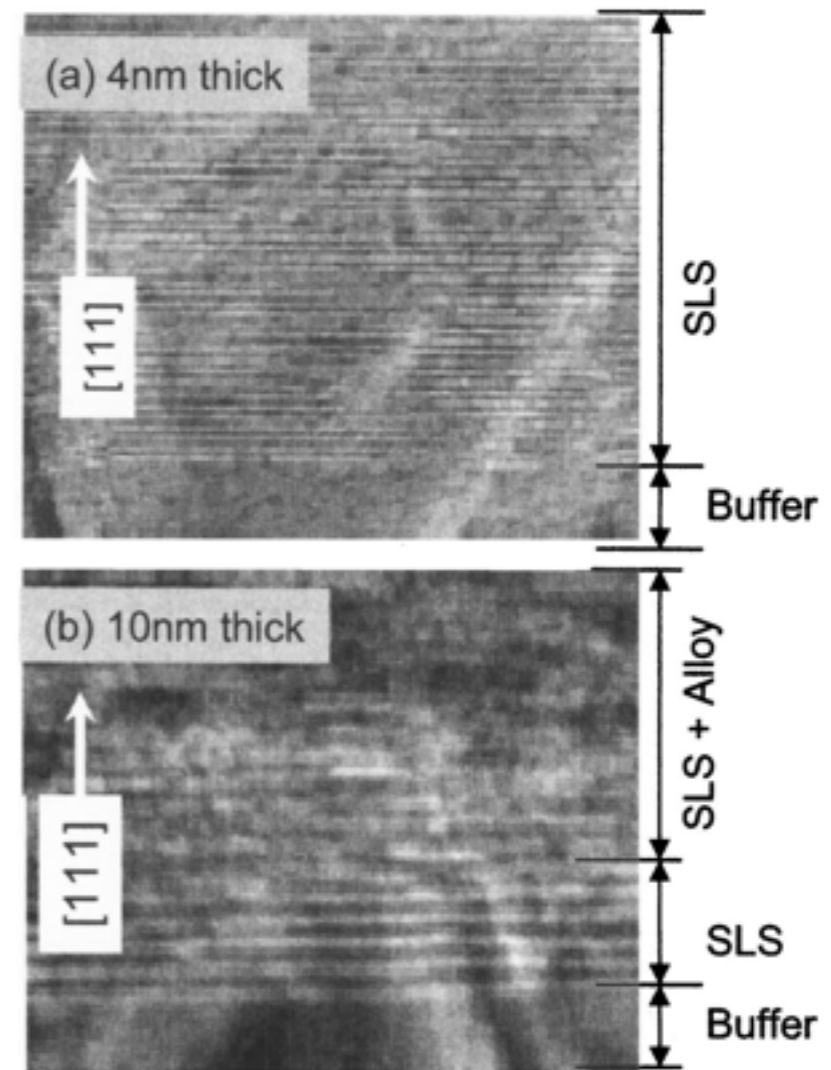 (a) 4nm thick
[111]
SLS
Buffer
(b) 10nm thick
[111]
SLS + Alloy
SLS
Buffer